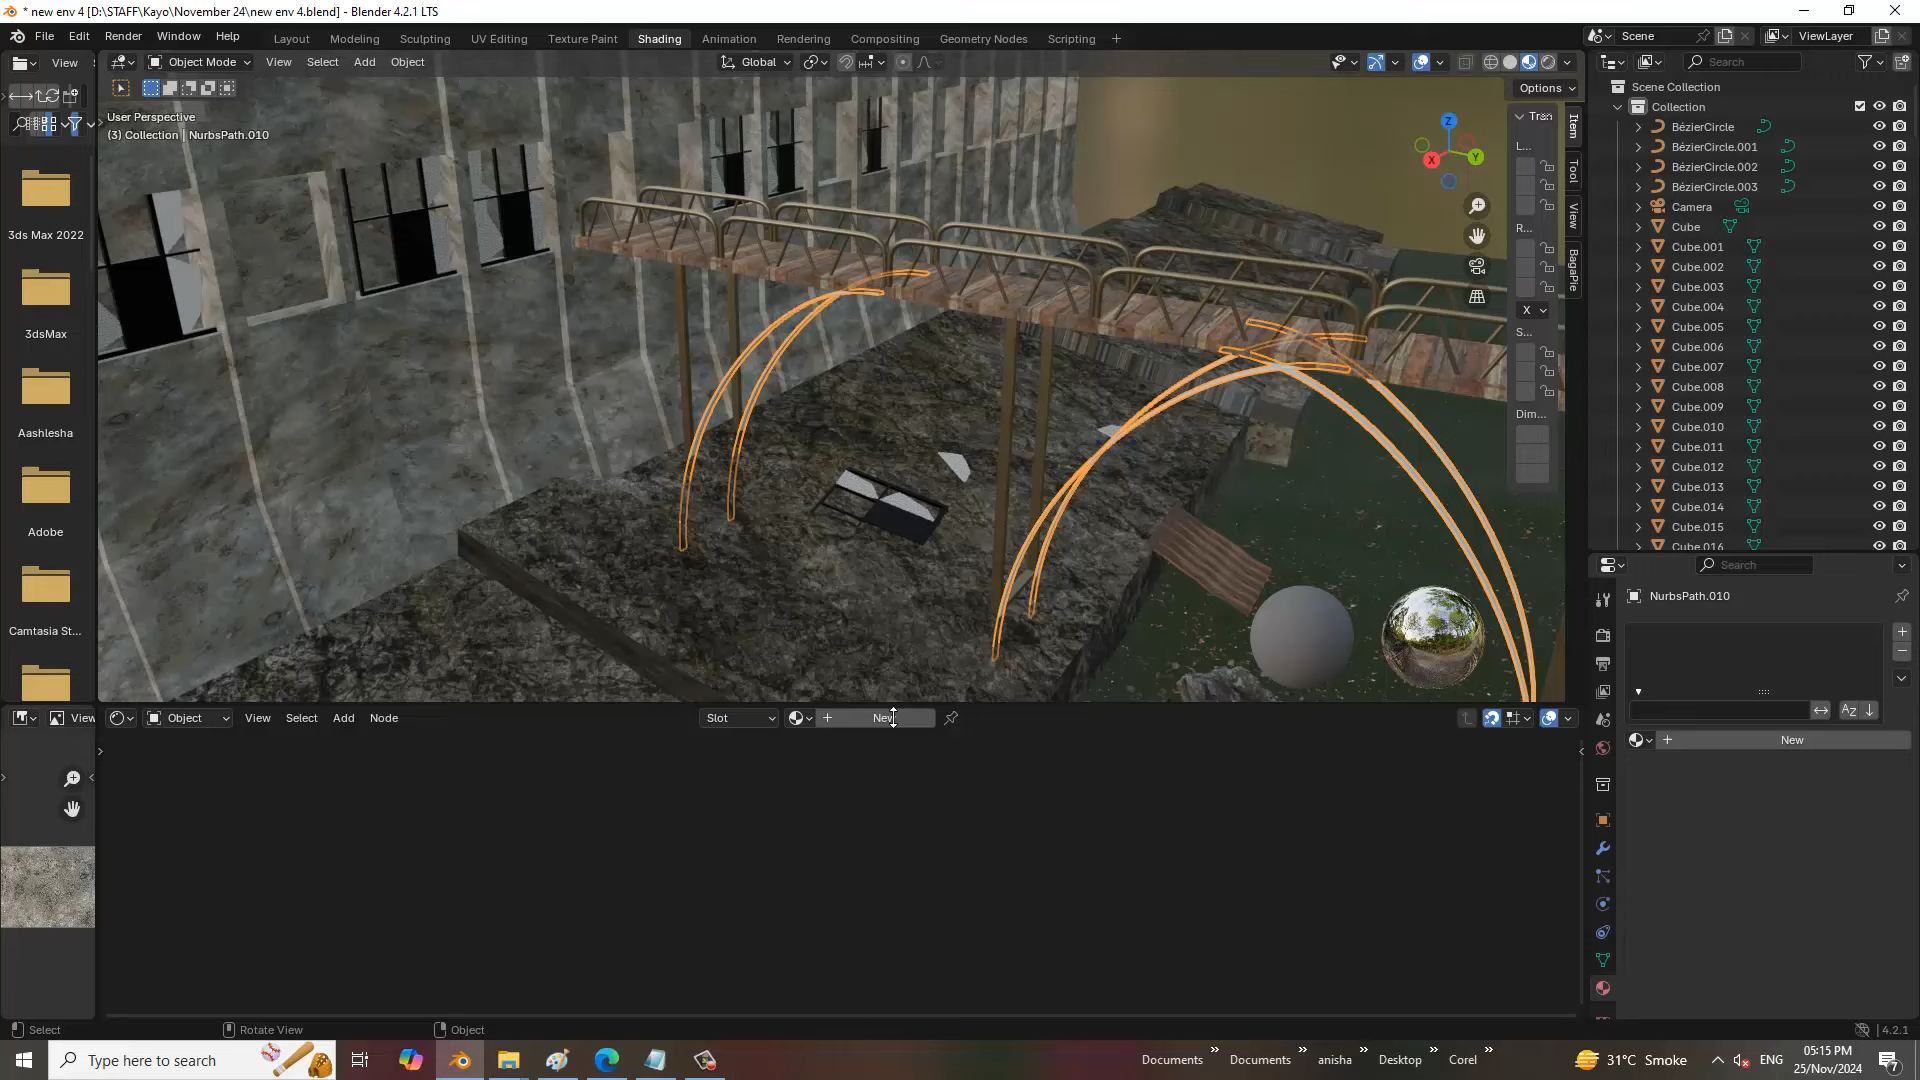 * new env 4 [D:\STAFF\Kayo\November 24\new env 4.blend] - Blender 4.2.1 LTS
File Edit Render Window Help
Layout Modeling Sculpting UV Editing Texture Paint Shading Animation Rendering Compositing Geometry Nodes Scripting +
Scene ViewLayer
View Object Mode View Select Add Object Global
Search
Options
User Perspective
(3) Collection | NurbsPath.010
Scene Collection
Collection
BézierCircle
BézierCircle.001
BézierCircle.002
BézierCircle.003
Camera
Cube
Cube.001
Cube.002
Cube.003
Cube.004
Cube.005
Cube.006
Cube.007
Cube.008
Cube.009
Cube.010
Cube.011
Cube.012
Cube.013
Cube.014
Cube.015
Cube.016
3ds Max 2022
3dsMax
Aashlesha
Adobe
Camtasia St...
Z
X
Y
L...
R...
X
S...
Dim...
Item
Tool
View
BagaPie
Search
NurbsPath.010
New
View
Object View Select Add Node Slot New
Select Rotate View Object
4.2.1
Type here to search
Documents Documents anisha Desktop Corel
31°C Smoke
ENG
05:15 PM
25/Nov/2024
7